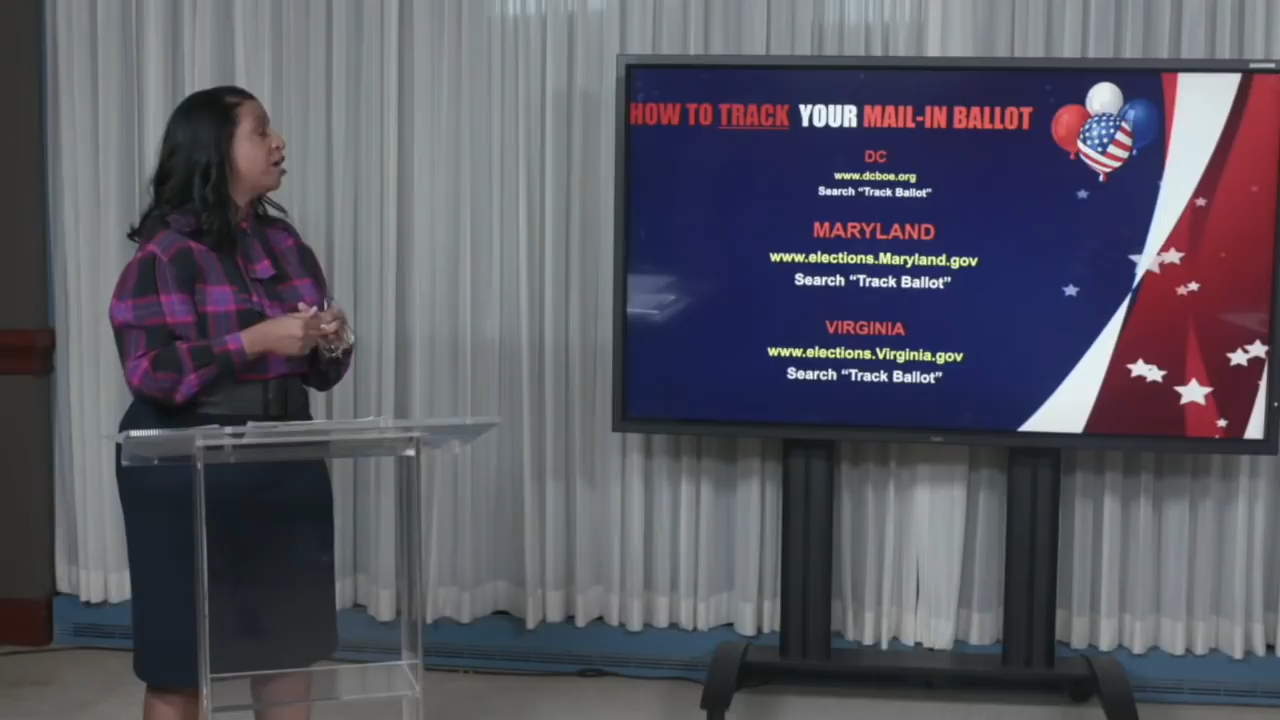 HOW TO TRACK YOUR MAIL-IN BALLOT
DC
www.dcboe.org
Search “Track Ballot”
MARYLAND
www.elections.Maryland.gov
Search “Track Ballot”
VIRGINIA
www.elections.Virginia.gov
Search “Track Ballot”